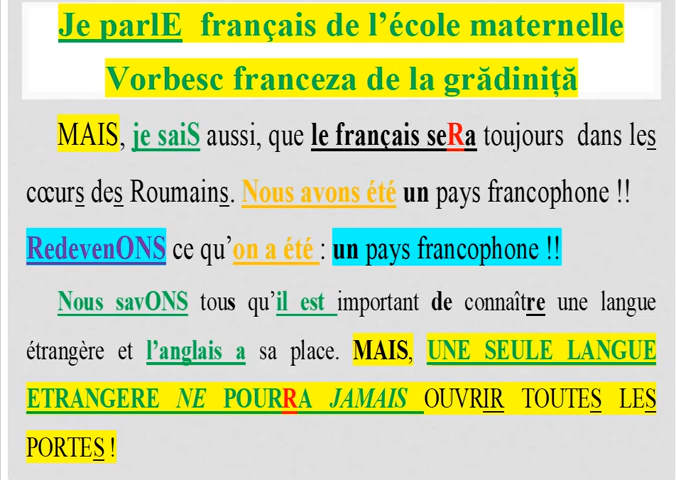 Je parlE français de l’école maternelle
Vorbesc franceza de la grădiniță
MAIS, je saiS aussi, que le français seRa toujours dans les
cœurs des Roumains. Nous avons été un pays francophone !!
RedevenONS ce qu’on a été : un pays francophone !!
Nous savONS tous qu’il est important de connaître une langue
étrangère et l’anglais a sa place. MAIS, UNE SEULE LANGUE
ETRANGERE NE POURRA JAMAIS OUVRIR TOUTES LES
PORTES !